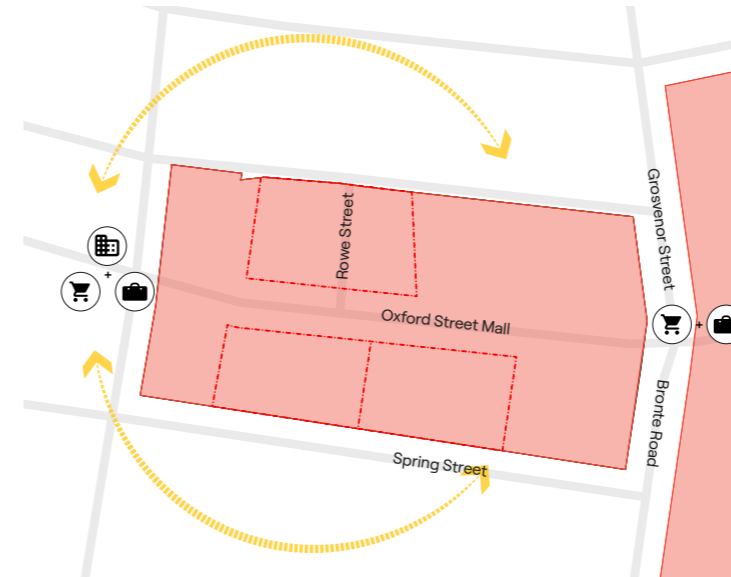 Grosvenor Street
Rowe Street
+
Oxford Street Mall
+
Bronte Road
Spring Street